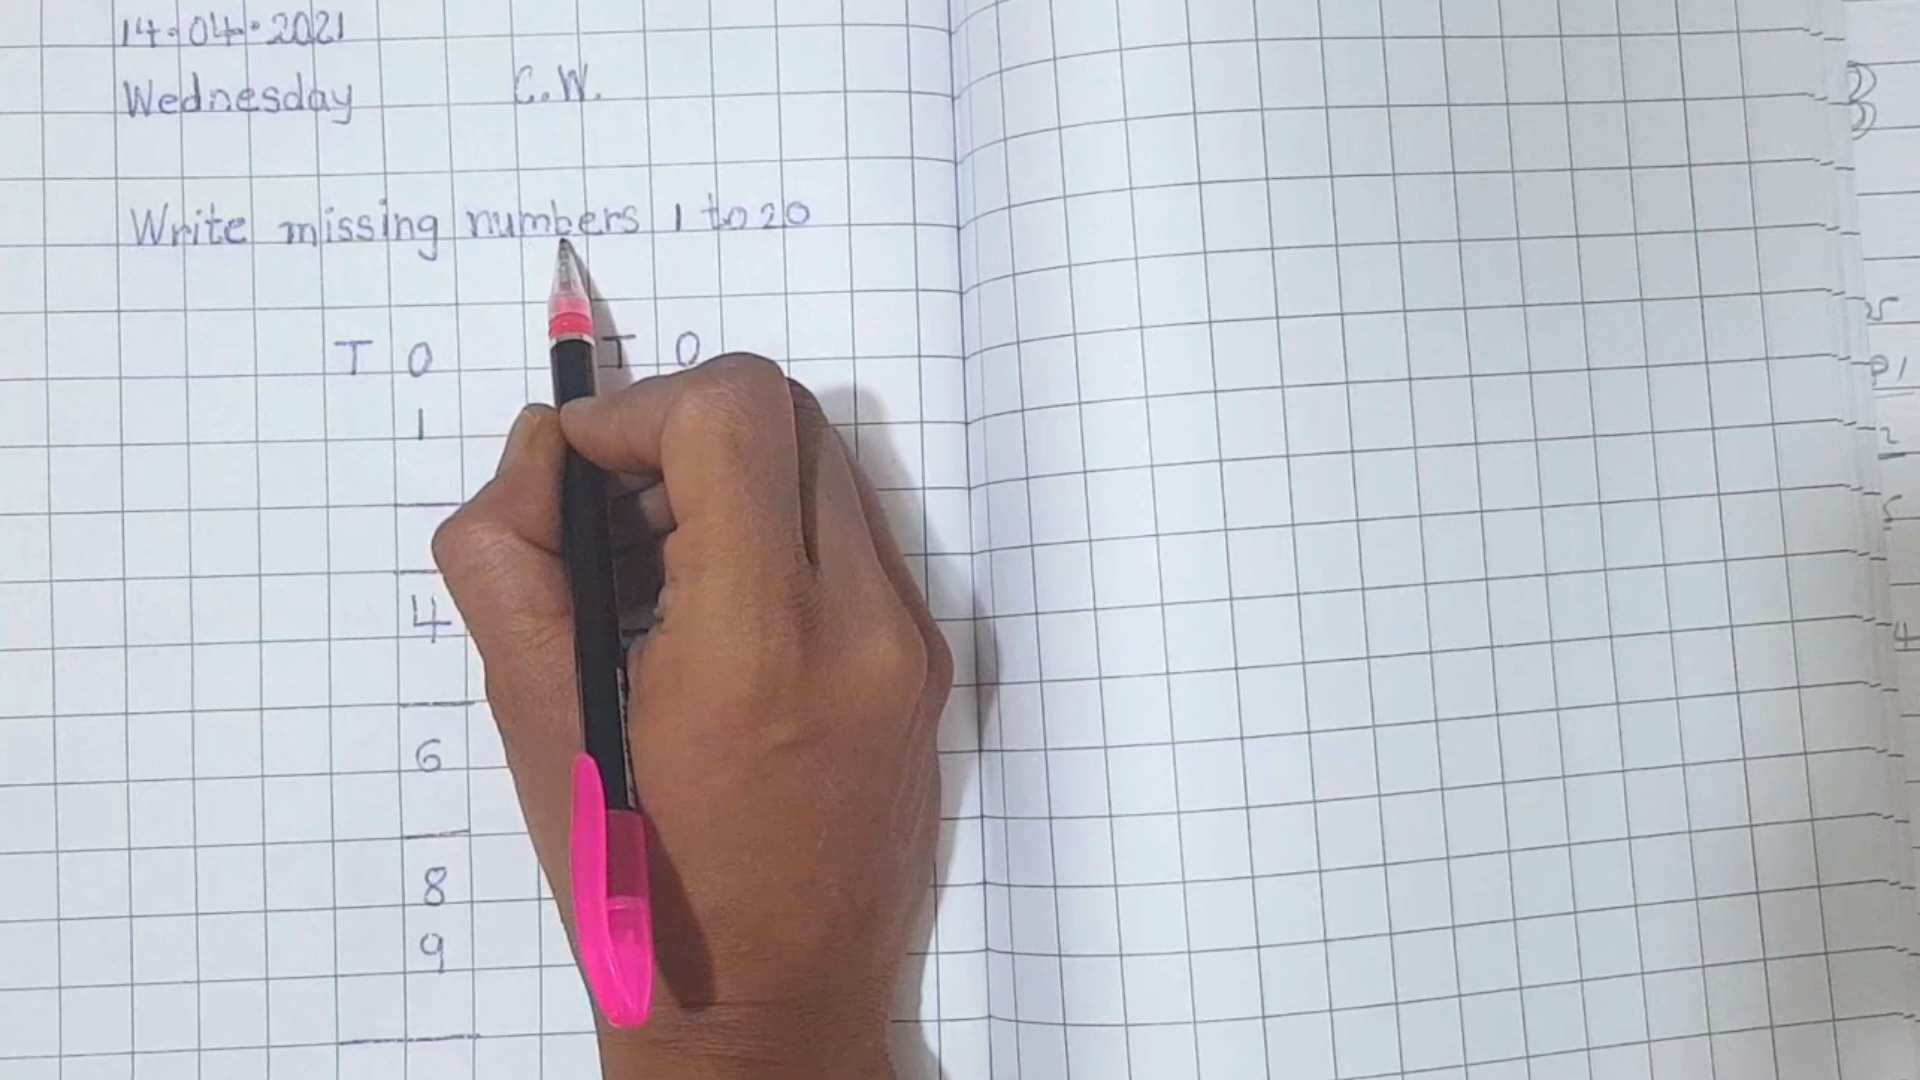 14.04.2021
Wednesday C.W.
Write missing numbers 1 to 20
T O T O
1
4
6
8
9